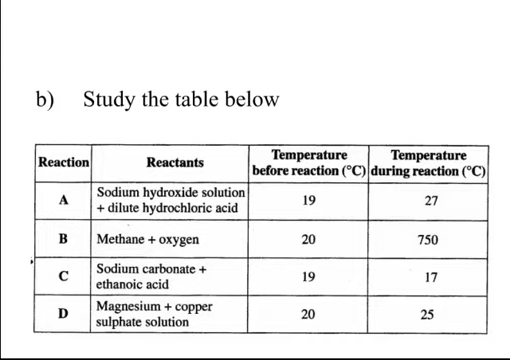 b) Study the table below
Reaction Reactants Temperature before reaction (°C) Temperature during reaction (°C)
A Sodium hydroxide solution + dilute hydrochloric acid 19 27
B Methane + oxygen 20 750
C Sodium carbonate + ethanoic acid 19 17
D Magnesium + copper sulphate solution 20 25